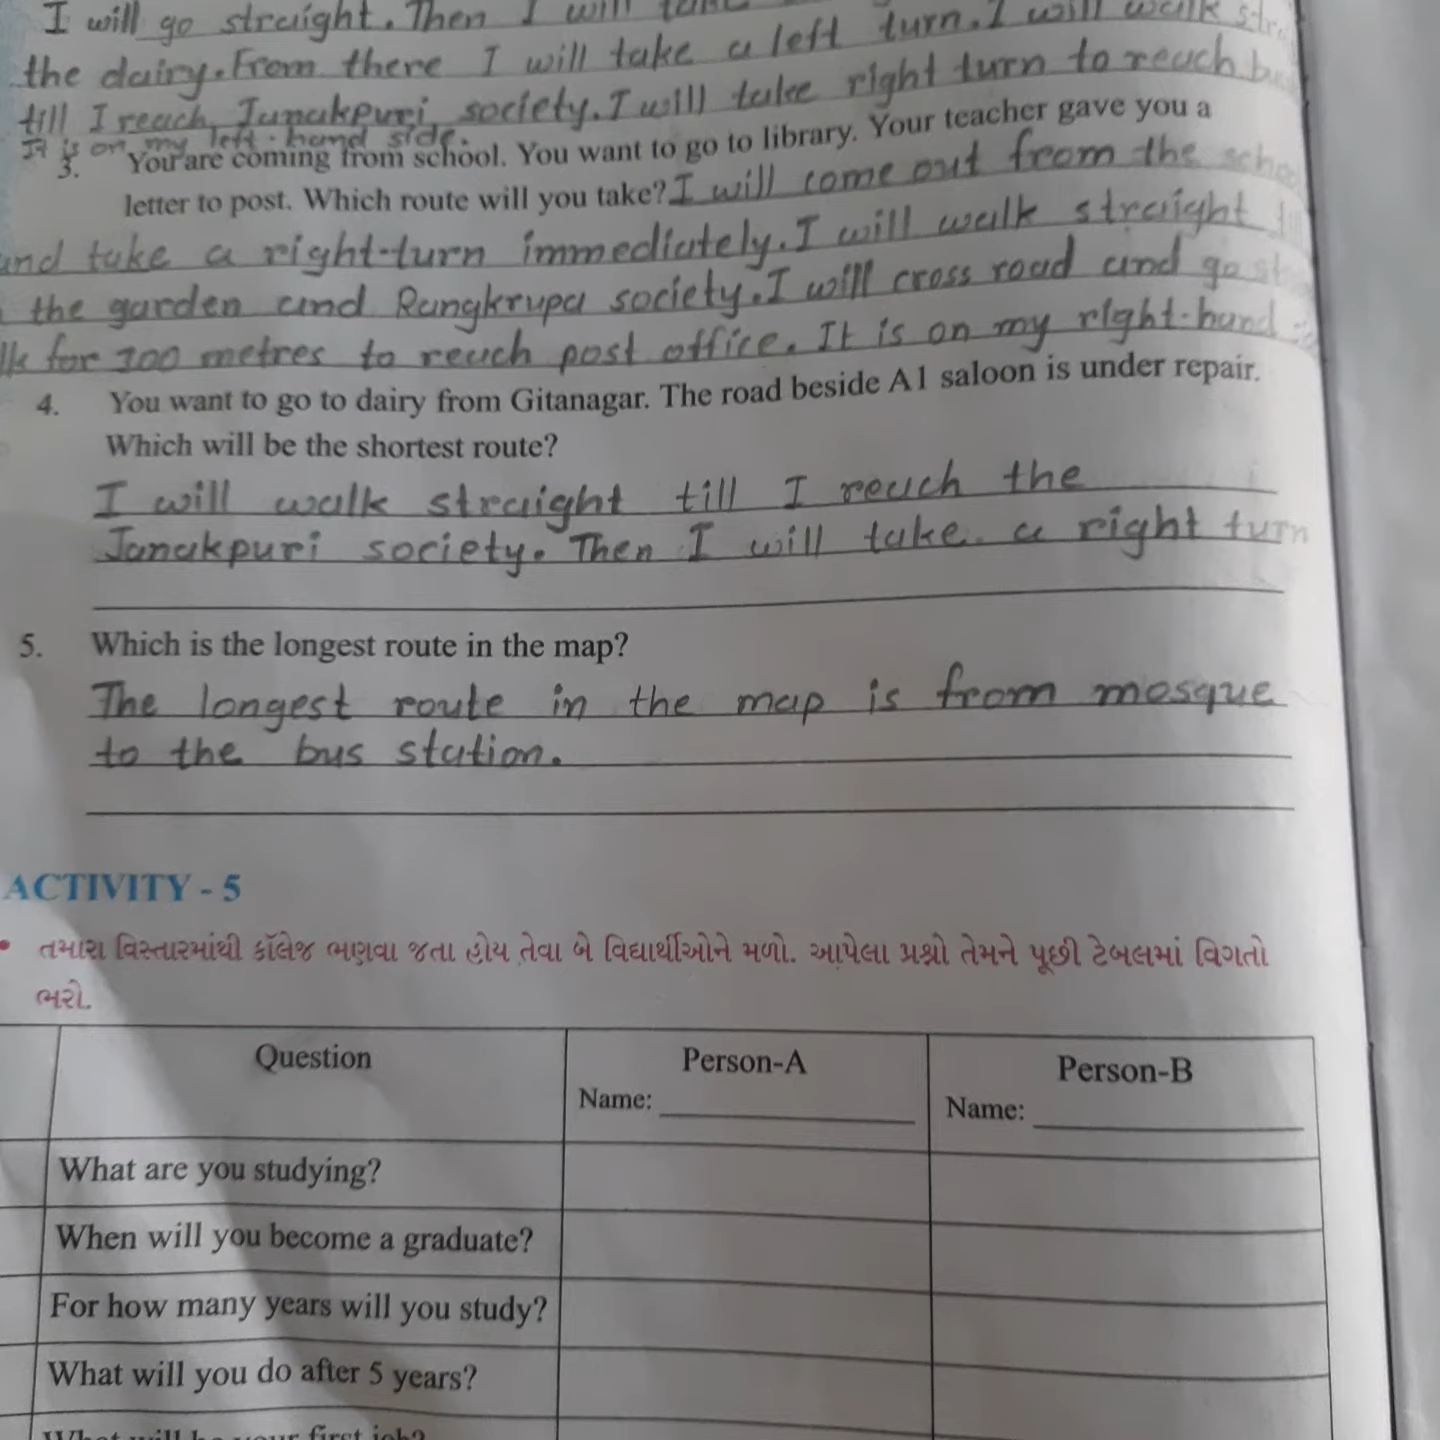 I will go straight. Then I will take
the dairy. From there I will take a left turn. I will walk
till I reach Janakpuri society. I will take right turn to reach
It is on my left-hand side.
3. You are coming from school. You want to go to library. Your teacher gave you a
letter to post. Which route will you take? I will come out from the
and take a right-turn immediately. I will walk straight
the garden and Rangkrupa society. I will cross road and go
for 100 metres to reach post office. It is on my right-hand
4. You want to go to dairy from Gitanagar. The road beside A1 saloon is under repair.
Which will be the shortest route?
I will walk straight till I reach the
Janakpuri society. Then I will take a right turn
5. Which is the longest route in the map?
The longest route in the map is from mosque
to the bus station.
ACTIVITY - 5
• તમારા વિસ્તારમાંથી કૉલેજ ભણવા જતા હોય તેવા બે વિદ્યાર્થીઓને મળો. આપેલા પ્રશ્નો તેમને પૂછી ટેબલમાં વિગતો
ભરો.
Question
Person-A
Person-B
Name:
Name:
What are you studying?
When will you become a graduate?
For how many years will you study?
What will you do after 5 years?
What will be your first job?